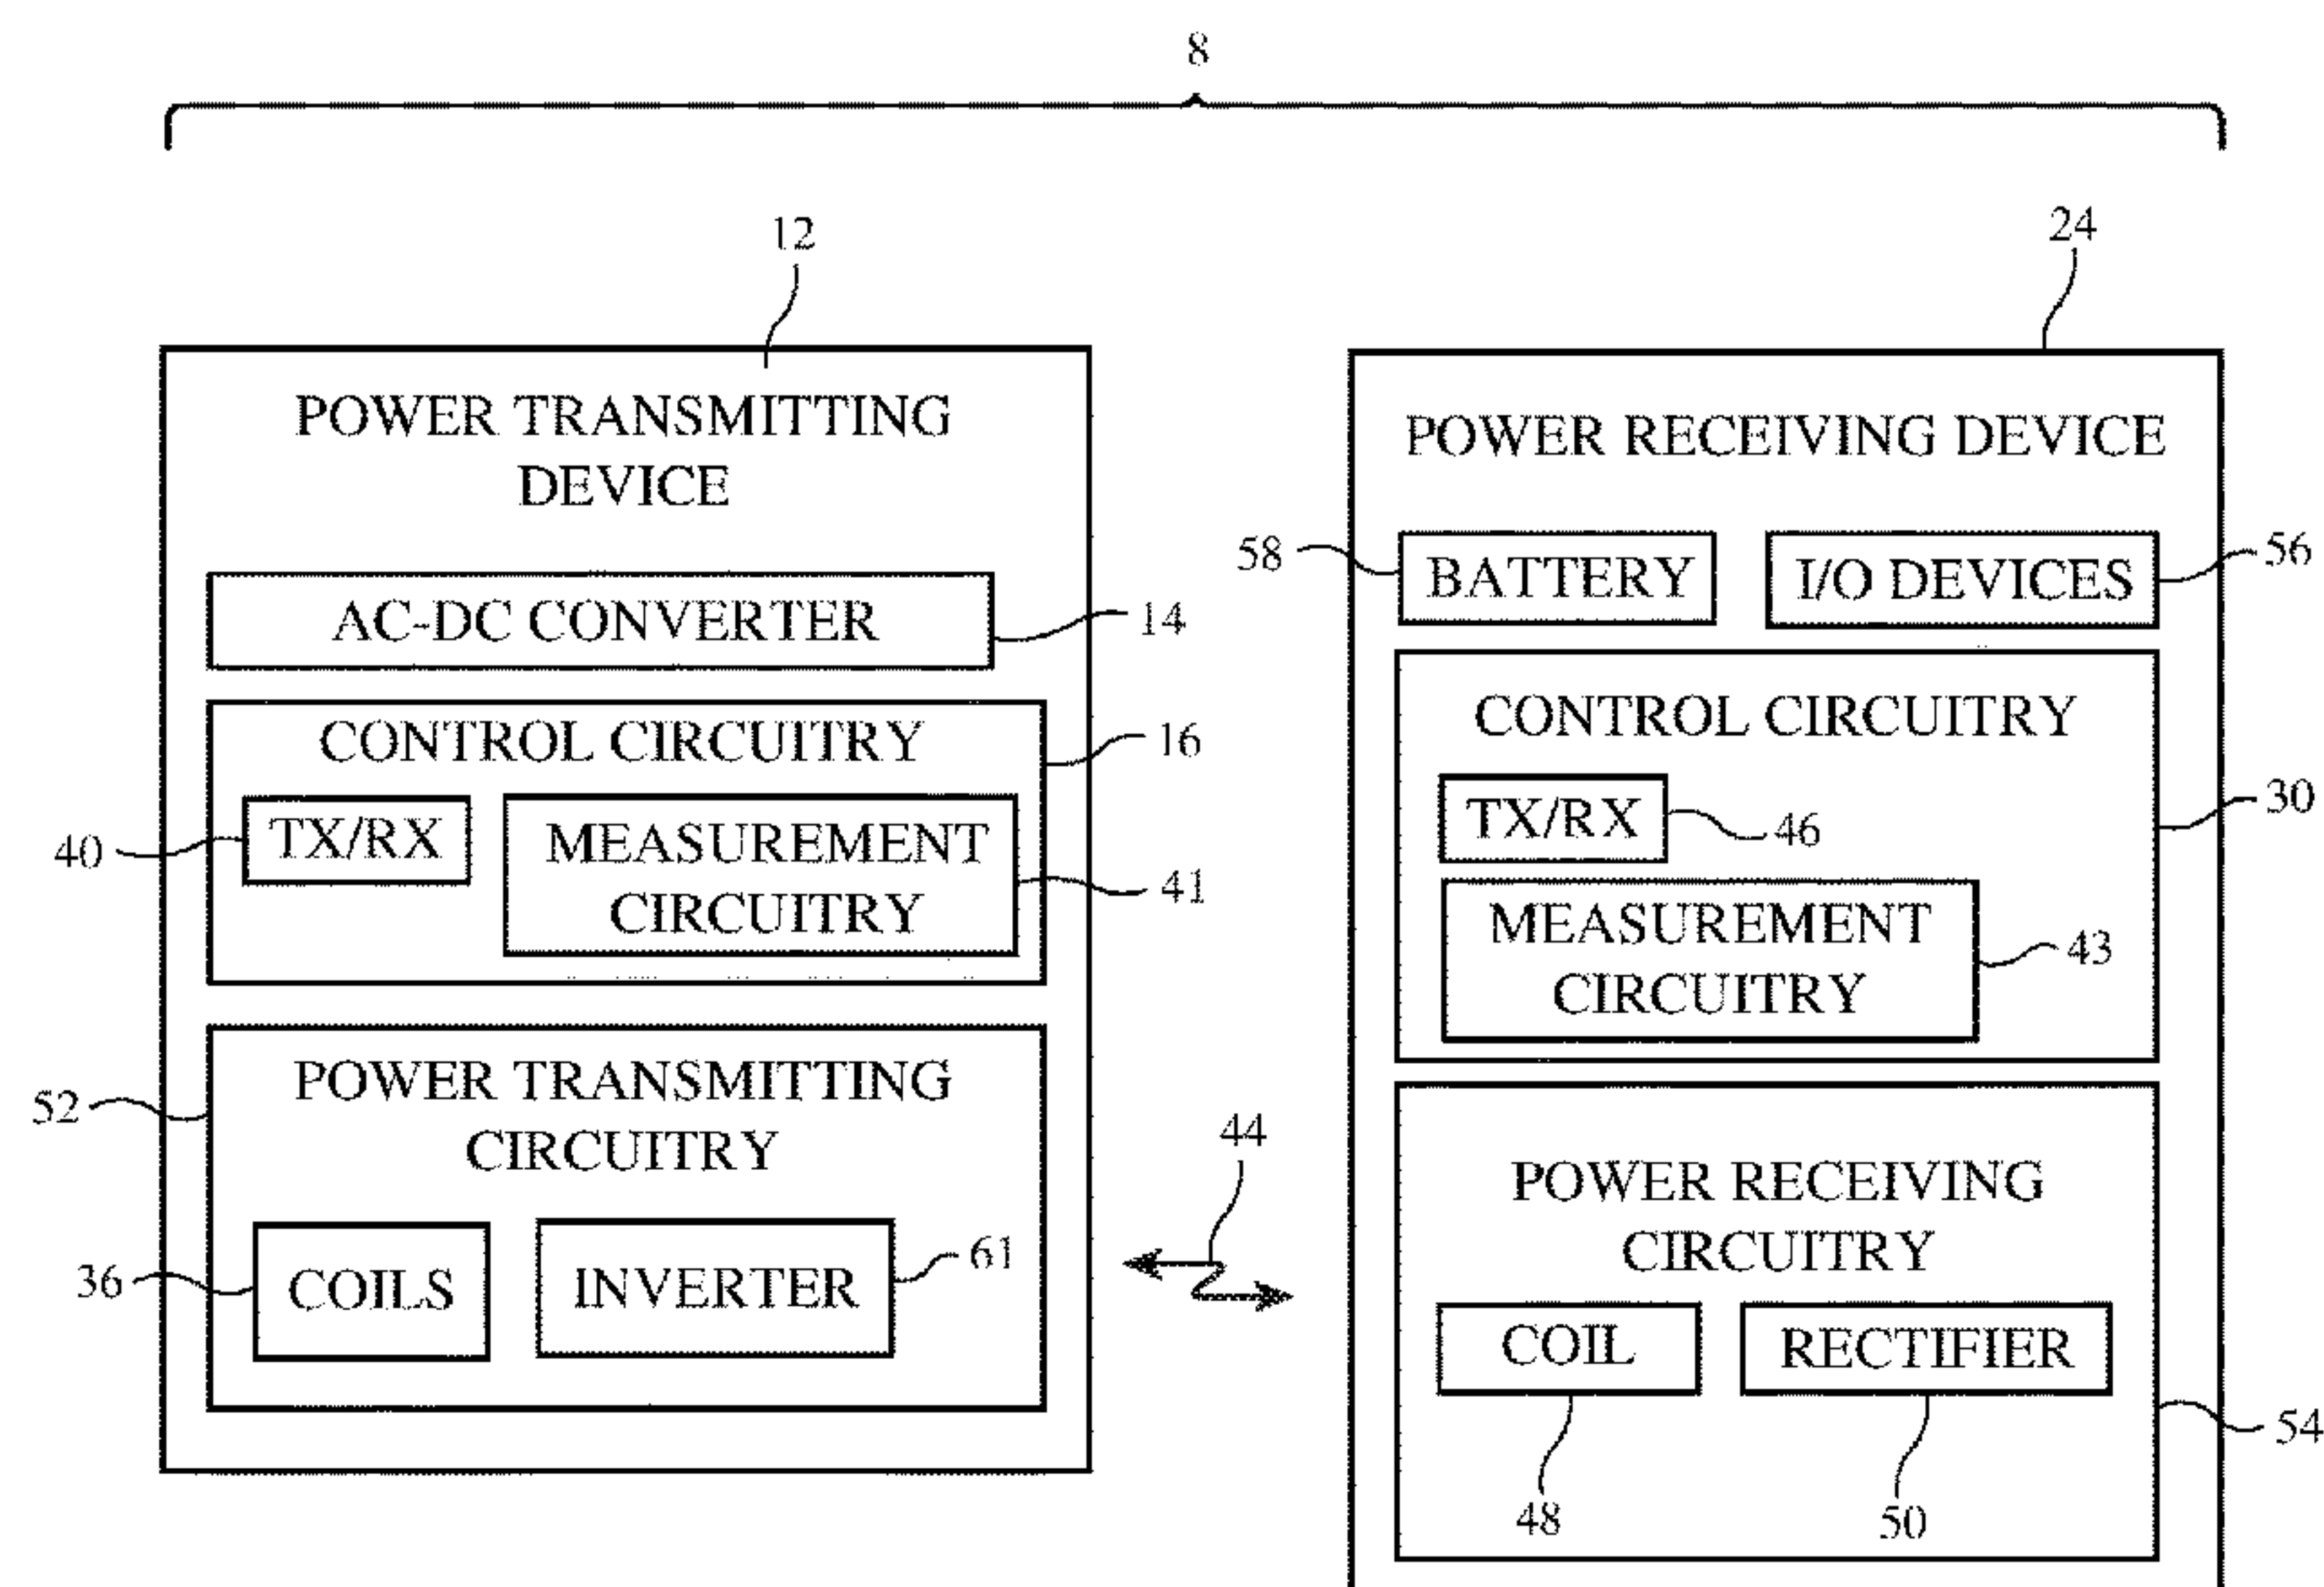 8
12
POWER TRANSMITTING
DEVICE
AC-DC CONVERTER
14
CONTROL CIRCUITRY
16
40
TX/RX
MEASUREMENT
CIRCUITRY
41
52
POWER TRANSMITTING
CIRCUITRY
36
COILS
INVERTER
61
44
24
POWER RECEIVING DEVICE
58
BATTERY
I/O DEVICES
56
CONTROL CIRCUITRY
30
TX/RX
46
MEASUREMENT
CIRCUITRY
43
POWER RECEIVING
CIRCUITRY
COIL
RECTIFIER
54
48
50